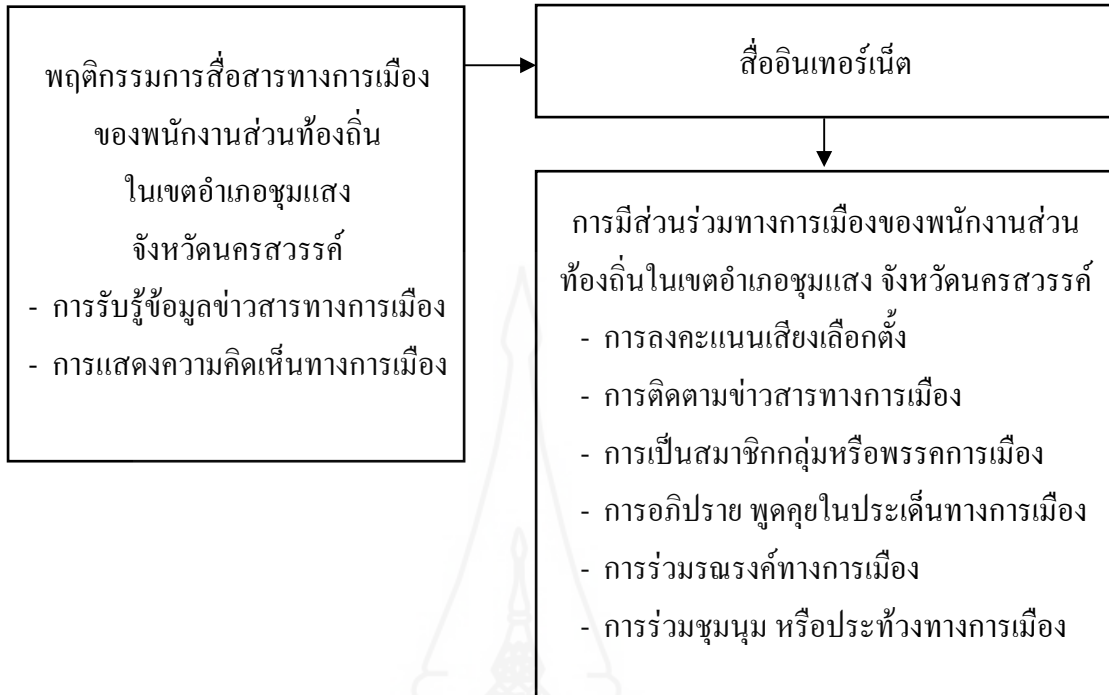 พฤติกรรมการสื่อสารทางการเมือง
ของพนักงานส่วนท้องถิ่น
ในเขตอำเภอชุมแสง
จังหวัดนครสวรรค์
- การรับรู้ข้อมูลข่าวสารทางการเมือง
- การแสดงความคิดเห็นทางการเมือง
สื่ออินเทอร์เน็ต
การมีส่วนร่วมทางการเมืองของพนักงานส่วน
ท้องถิ่นในเขตอำเภอชุมแสง จังหวัดนครสวรรค์
- การลงคะแนนเสียงเลือกตั้ง
- การติดตามข่าวสารทางการเมือง
- การเป็นสมาชิกกลุ่มหรือพรรคการเมือง
- การอภิปราย พูดคุยในประเด็นทางการเมือง
- การร่วมรณรงค์ทางการเมือง
- การร่วมชุมนุม หรือประท้วงทางการเมือง